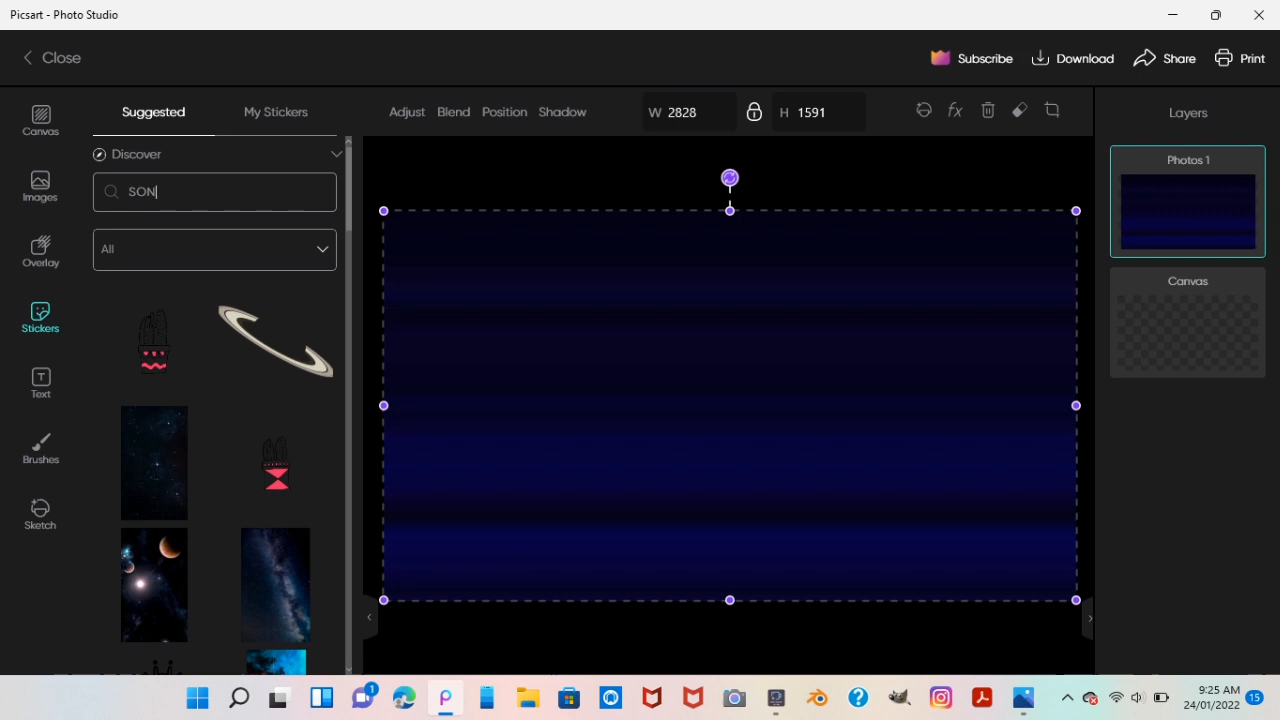 Picsart - Photo Studio
Close
Subscribe
Download
Share
Print
Suggested
My Stickers
Adjust
Blend
Position
Shadow
W 2828
H 1591
fx
Layers
Canvas
Images
Overlay
Stickers
Text
Brushes
Sketch
Discover
SON
All
Photos 1
Canvas
1
9:25 AM
24/01/2022
15